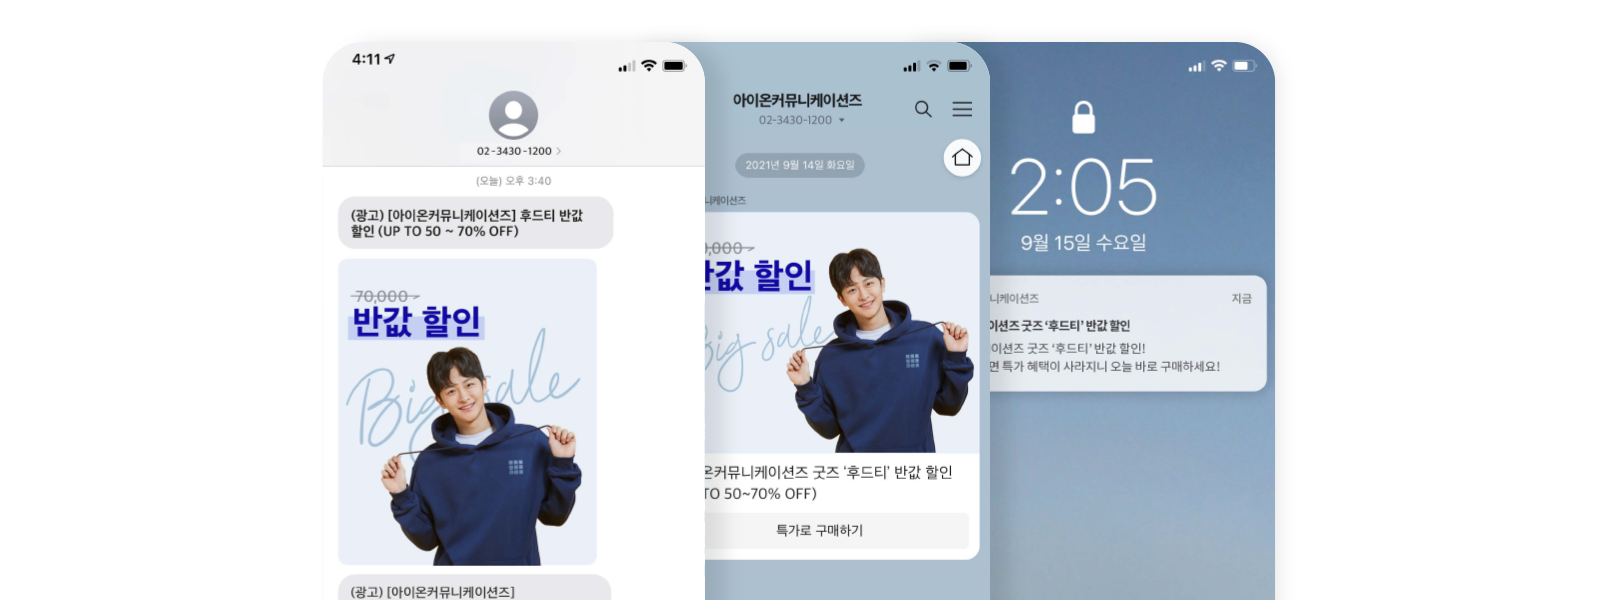 4:11
02-3430-1200
(오늘) 오후 3:40
(광고) [아이온커뮤니케이션즈] 후드티 반값
할인 (UP TO 50 ~ 70% OFF)
70,000
반값 할인
Big sale
(광고) [아이온커뮤니케이션즈]
아이온커뮤니케이션즈
02-3430-1200
2021년 9월 14일 화요일
니케이션즈
0,000
반값 할인
Big sale
온커뮤니케이션즈 굿즈 ‘후드티’ 반값 할인
TO 50~70% OFF)
특가로 구매하기
2:05
9월 15일 수요일
니케이션즈 지금
이션즈 굿즈 ‘후드티’ 반값 할인
이션즈 굿즈 ‘후드티’ 반값 할인!
면 특가 혜택이 사라지니 오늘 바로 구매하세요!